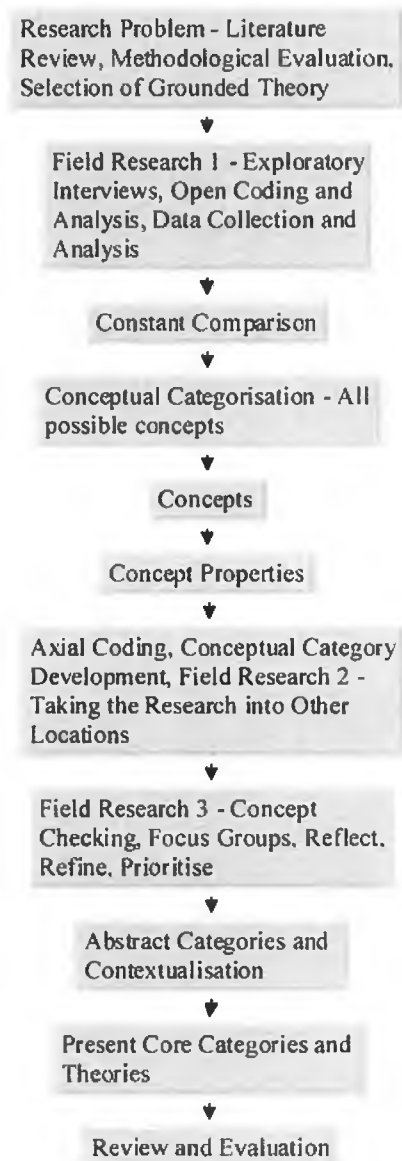 Research Problem - Literature
Review, Methodological Evaluation,
Selection of Grounded Theory
Field Research 1 - Exploratory
Interviews, Open Coding and
Analysis, Data Collection and
Analysis
Constant Comparison
Conceptual Categorisation - All
possible concepts
Concepts
Concept Properties
Axial Coding, Conceptual Category
Development, Field Research 2 -
Taking the Research into Other
Locations
Field Research 3 - Concept
Checking, Focus Groups, Reflect,
Refine, Prioritise
Abstract Categories and
Contextualisation
Present Core Categories and
Theories
Review and Evaluation